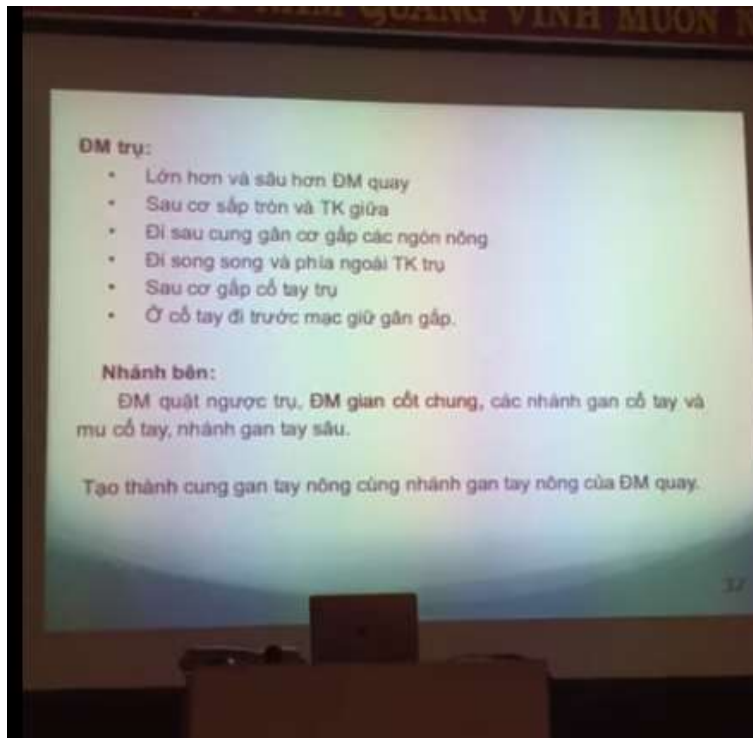 QUANG VINH MUÔN N
ĐM trụ:
• Lớn hơn và sâu hơn ĐM quay
• Sau cơ sấp tròn và TK giữa
• Đi sau cung gân cơ gấp các ngón nông
• Đi song song và phía ngoài TK trụ
• Sau cơ gấp cổ tay trụ
• Ở cổ tay đi trước mạc giữ gân gấp.
Nhánh bên:
ĐM quặt ngược trụ, ĐM gian cốt chung, các nhánh gan cổ tay và
mu cổ tay, nhánh gan tay sâu.
Tạo thành cung gan tay nông cùng nhánh gan tay nông của ĐM quay.